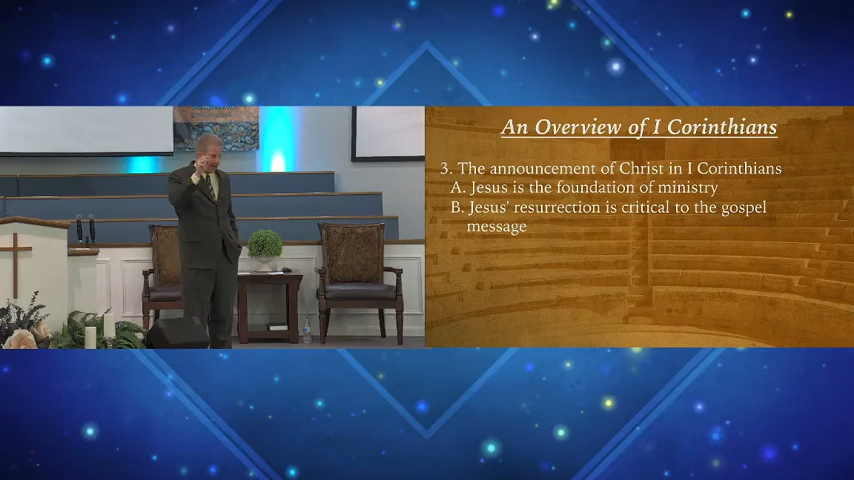 An Overview of I Corinthians
3. The announcement of Christ in I Corinthians
A. Jesus is the foundation of ministry
B. Jesus' resurrection is critical to the gospel
message